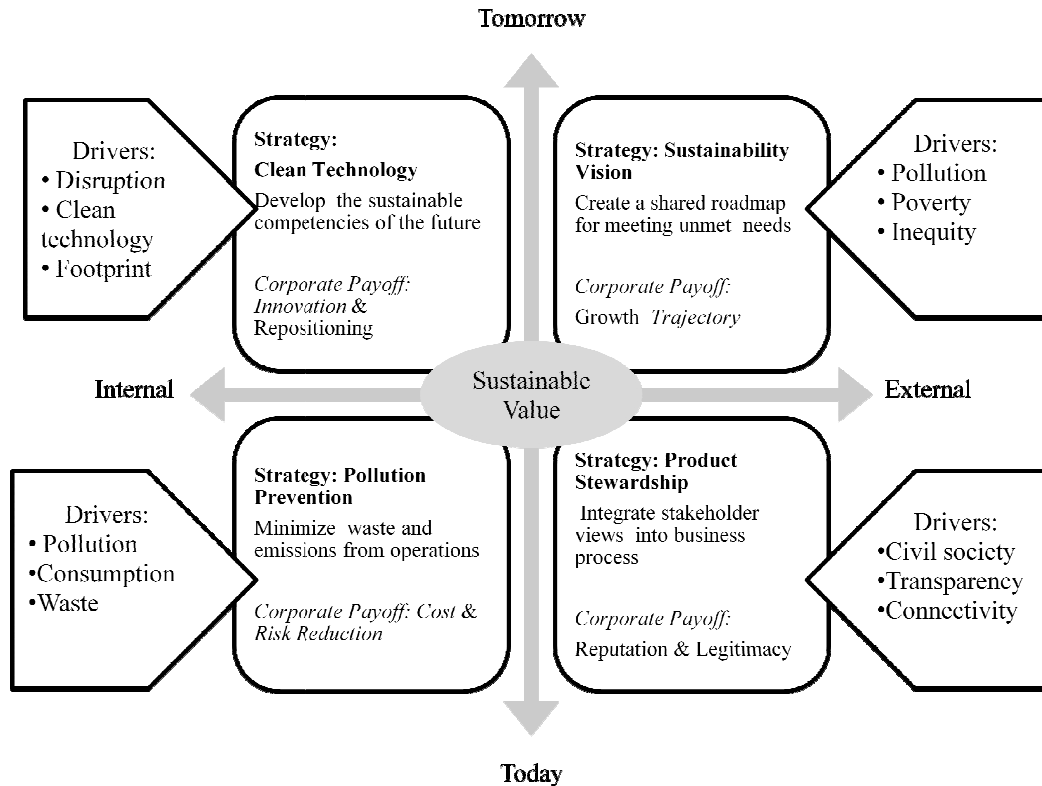 Tomorrow
Drivers:
• Disruption
• Clean
technology
• Footprint
Strategy:
Clean Technology
Develop the sustainable
competencies of the future
Corporate Payoff:
Innovation &
Repositioning
Strategy: Sustainability
Vision
Create a shared roadmap
for meeting unmet needs
Corporate Payoff:
Growth Trajectory
Drivers:
• Pollution
• Poverty
• Inequity
Internal
Sustainable
Value
External
Drivers:
• Pollution
•Consumption
•Waste
Strategy: Pollution
Prevention
Minimize waste and
emissions from operations
Corporate Payoff: Cost &
Risk Reduction
Strategy: Product
Stewardship
Integrate stakeholder
views into business
process
Corporate Payoff:
Reputation & Legitimacy
Drivers:
•Civil society
•Transparency
•Connectivity
Today